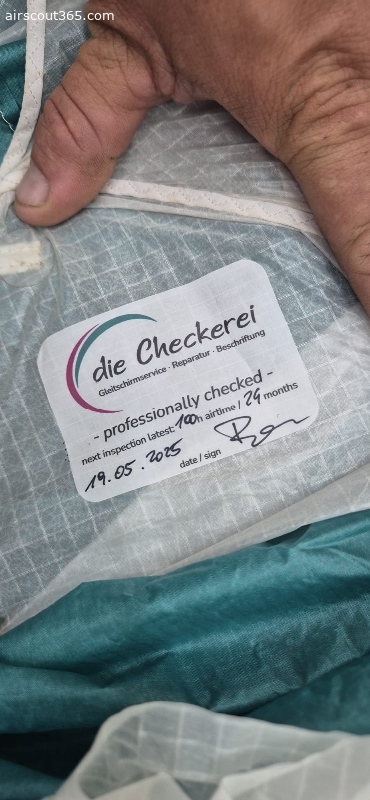 airscout365.com
die Checkerei
Gleitschirmservice · Reparatur · Beschriftung
- professionally checked -
next inspection latest: 100h airtime / 24 months
19.05.2025
date / sign